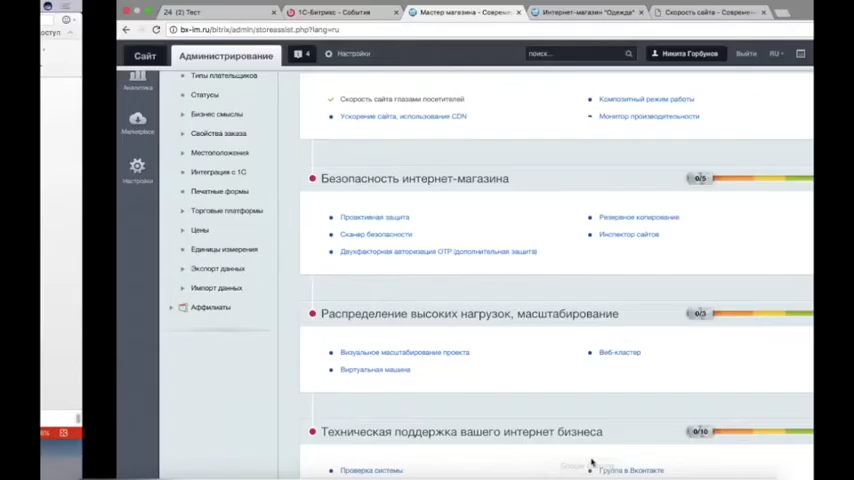 24 (2) Тест
1С-Битрикс - События
Мастер магазина - Современн
Интернет-магазин "Одежда"
Скорость сайта - Современн
bx-im.ru/bitrix/admin/storeassist.php?lang=ru
оступ
Сайт
Администрирование
4
Настройки
поиск...
Никита Горбунов
Выйти
RU
Аналитика
Marketplace
Настройки
Типы плательщиков
Статусы
Бизнес смыслы
Свойства заказа
Местоположения
Интеграция с 1С
Печатные формы
Торговые платформы
Цены
Единицы измерения
Экспорт данных
Импорт данных
Аффилиаты
Скорость сайта глазами посетителей
Композитный режим работы
Ускорение сайта, использование CDN
Монитор производительности
Безопасность интернет-магазина
0/5
Проактивная защита
Резервное копирование
Сканер безопасности
Инспектор сайтов
Двухфакторная авторизация OTP (дополнительная защита)
Распределение высоких нагрузок, масштабирование
0/3
Визуальное масштабирование проекта
Веб-кластер
Виртуальная машина
Техническая поддержка вашего интернет бизнеса
0/10
Проверка системы
Группа в Вконтакте